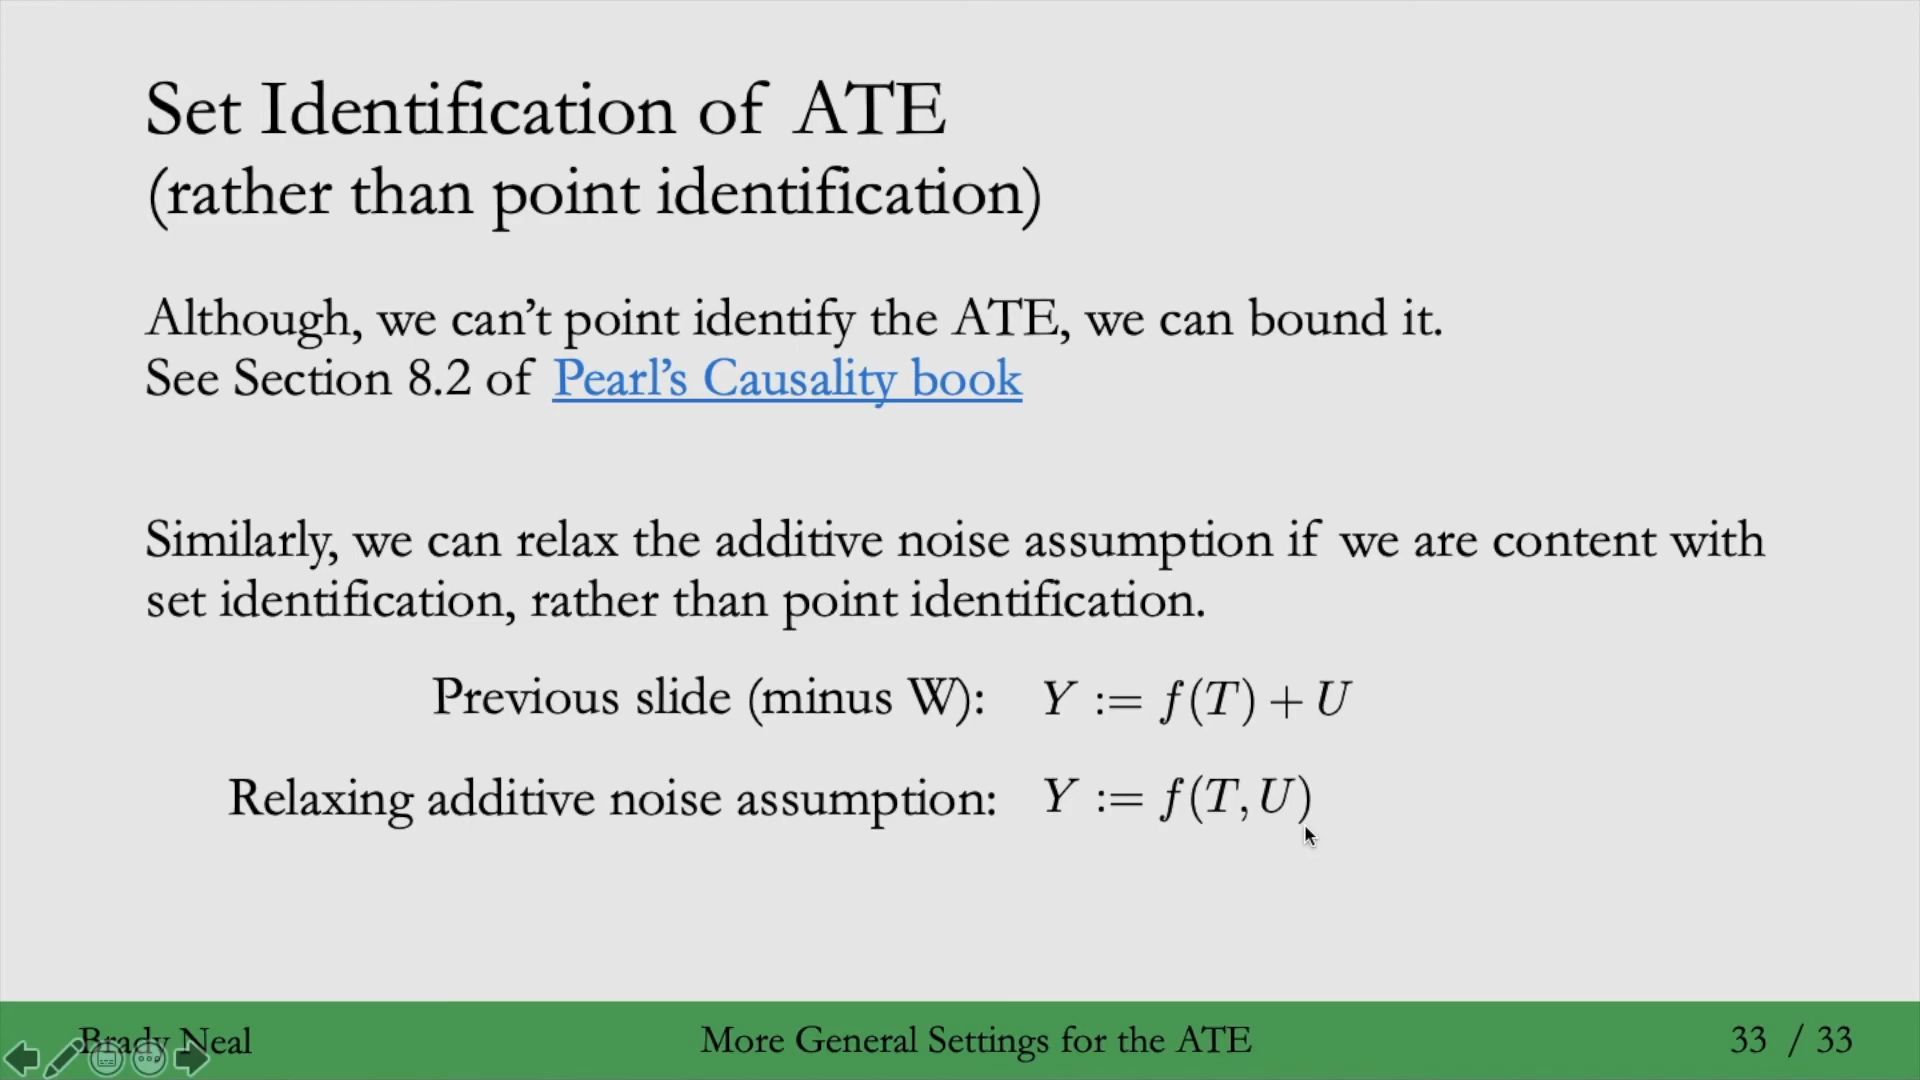 Set Identification of ATE
(rather than point identification)
Although, we can't point identify the ATE, we can bound it.
See Section 8.2 of Pearl's Causality book
Similarly, we can relax the additive noise assumption if we are content with
set identification, rather than point identification.
Previous slide (minus W): Y := f(T) + U
Relaxing additive noise assumption: Y := f(T, U)
Brady Neal More General Settings for the ATE 33 / 33